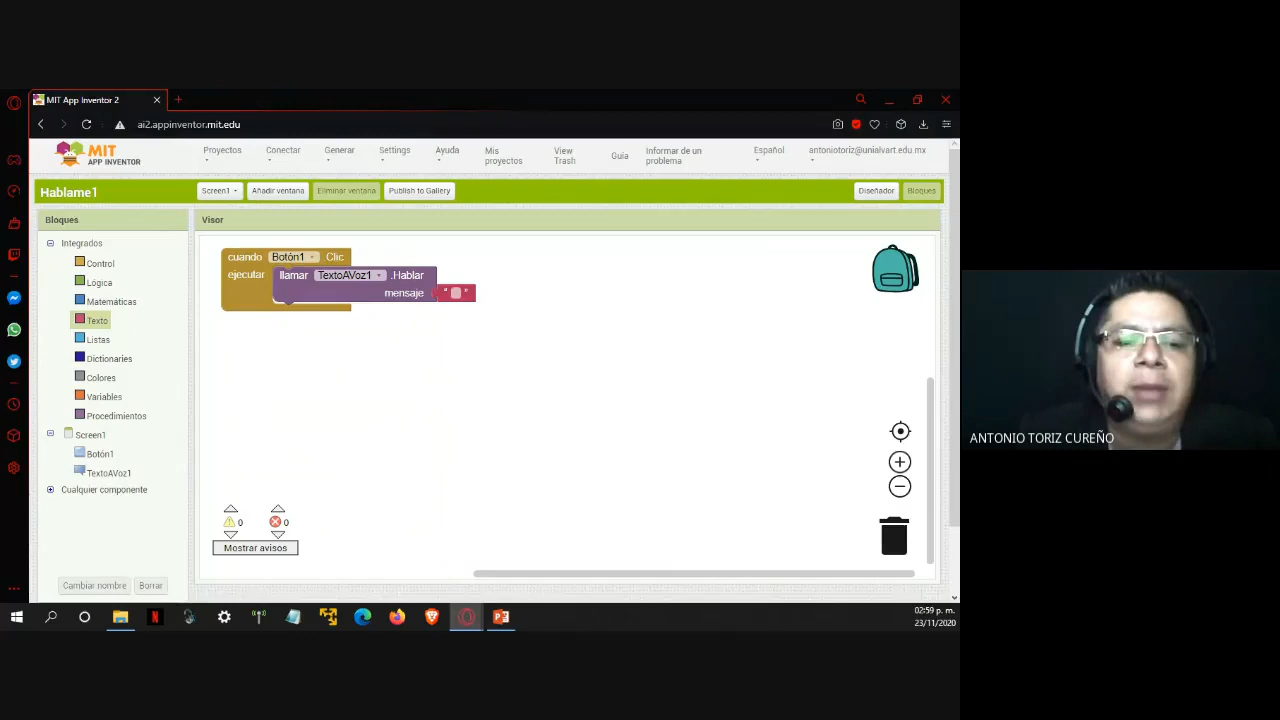 MIT App Inventor 2
ai2.appinventor.mit.edu
MIT
APP INVENTOR
Proyectos
Conectar
Generar
Settings
Ayuda
Mis proyectos
View Trash
Guía
Informar de un problema
Español
antoniotoriz@unialvart.edu.mx
Hablame1
Screen1
Añadir ventana
Eliminar ventana
Publish to Gallery
Diseñador
Bloques
Bloques
Visor
Integrados
Control
Lógica
Matemáticas
Texto
Listas
Dictionaries
Colores
Variables
Procedimientos
Screen1
Botón1
TextoAVoz1
Cualquier componente
Cambiar nombre
Borrar
cuando Botón1 .Clic
ejecutar llamar TextoAVoz1 .Hablar
mensaje " "
0 0
Mostrar avisos
ANTONIO TORIZ CUREÑO
02:59 p. m.
23/11/2020